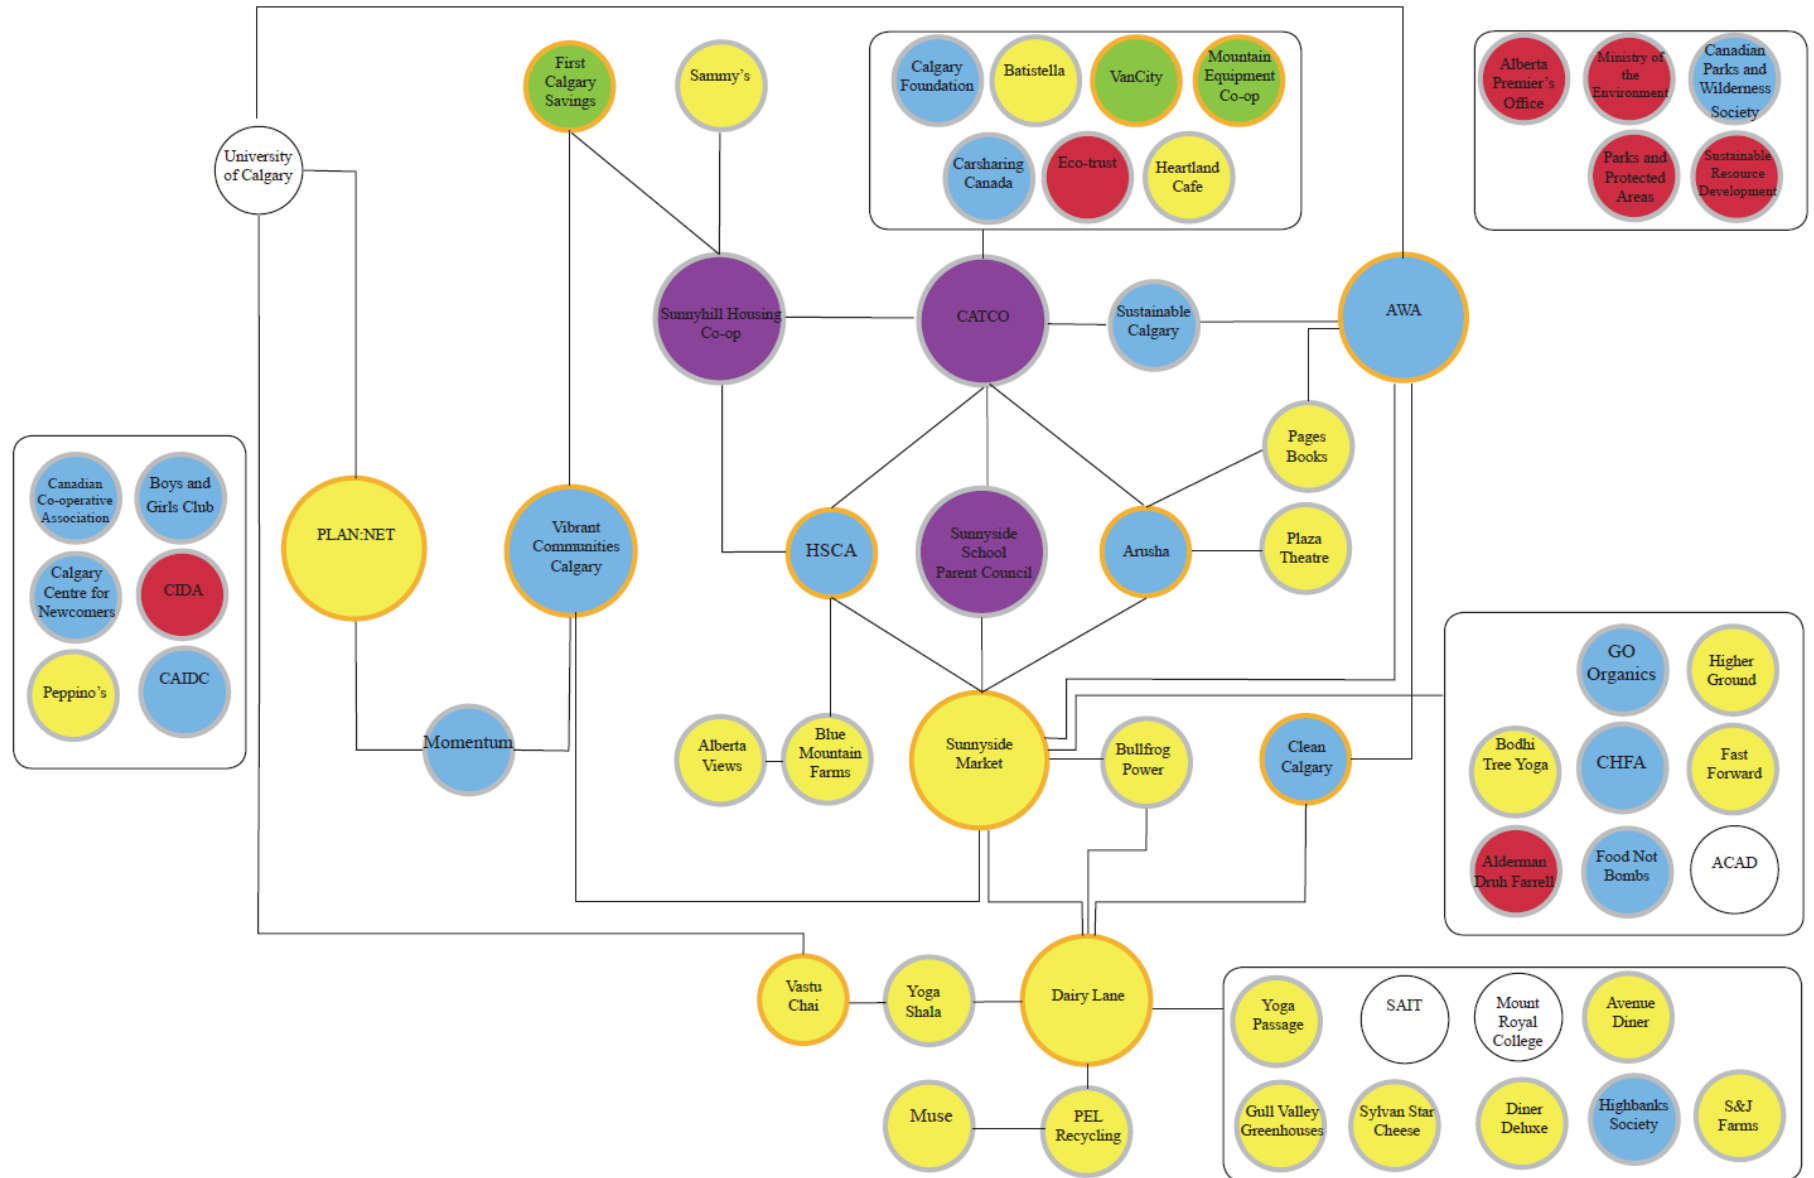 First
Calgary
Savings
Sammy's
Calgary
Foundation
Batistella
VanCity
Mountain
Equipment
Co-op
Carsharing
Canada
Eco-trust
Heartland
Cafe
Alberta
Premier's
Office
Ministry of
the
Environment
Canadian
Parks and
Wilderness
Society
Parks and
Protected
Areas
Sustainable
Resource
Development
University
of Calgary
Sunnyhill Housing
Co-op
CATCO
Sustainable
Calgary
AWA
Pages
Books
Canadian
Co-operative
Association
Boys and
Girls Club
Calgary
Centre for
Newcomers
CIDA
Peppino's
CAIDC
PLAN:NET
Vibrant
Communities
Calgary
HSCA
Sunnyside
School
Parent Council
Arusha
Plaza
Theatre
Momentum
Alberta
Views
Blue
Mountain
Farms
Sunnyside
Market
Bullfrog
Power
Clean
Calgary
GO
Organics
Higher
Ground
Bodhi
Tree Yoga
CHFA
Fast
Forward
Alderman
Druh Farrell
Food Not
Bombs
ACAD
Vastu
Chai
Yoga
Shala
Dairy Lane
Yoga
Passage
SAIT
Mount
Royal
College
Avenue
Diner
Muse
PEL
Recycling
Gull Valley
Greenhouses
Sylvan Star
Cheese
Diner
Deluxe
Highbanks
Society
S&J
Farms